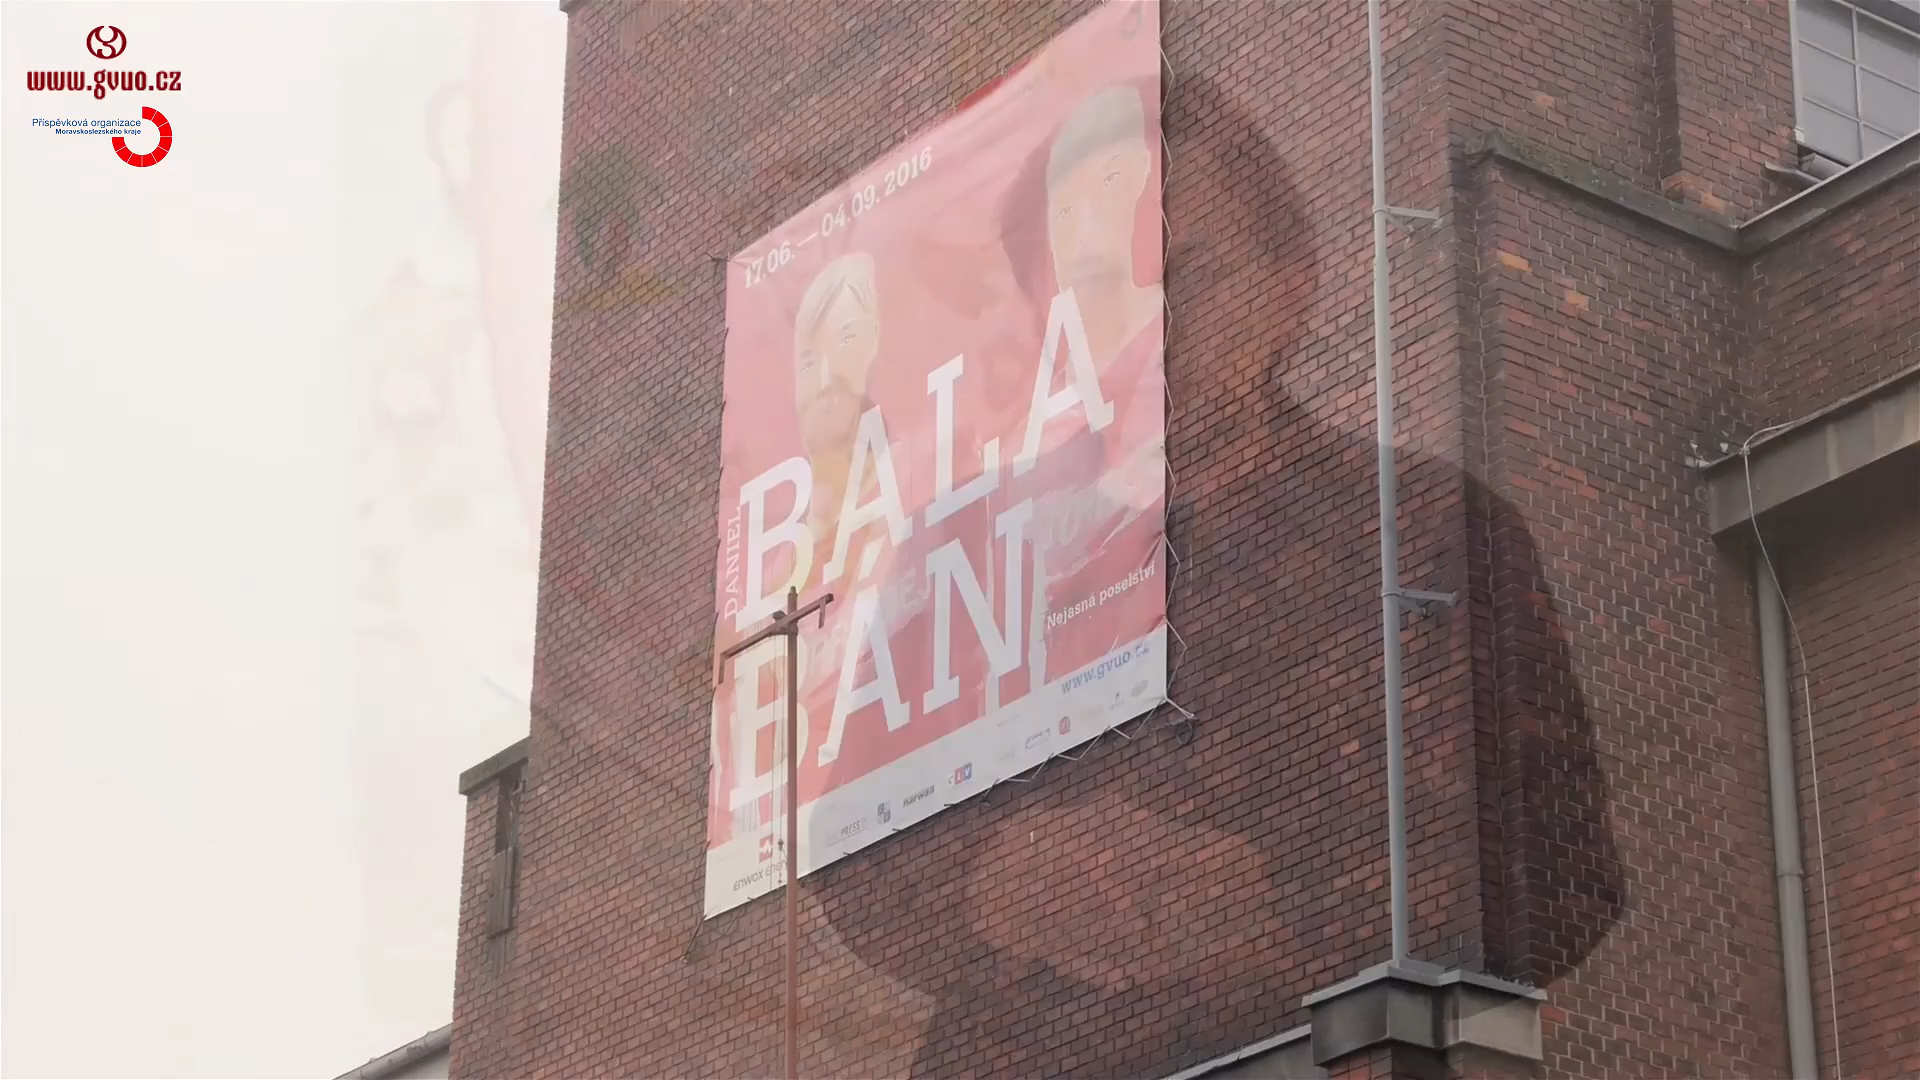 www.gvuo.cz
Příspěvková organizace
Moravskoslezského kraje
17.06. — 04.09. 2016
DANIEL
BALA
BÁN
Nejasná poselství
www.gvuo.cz
PRESS